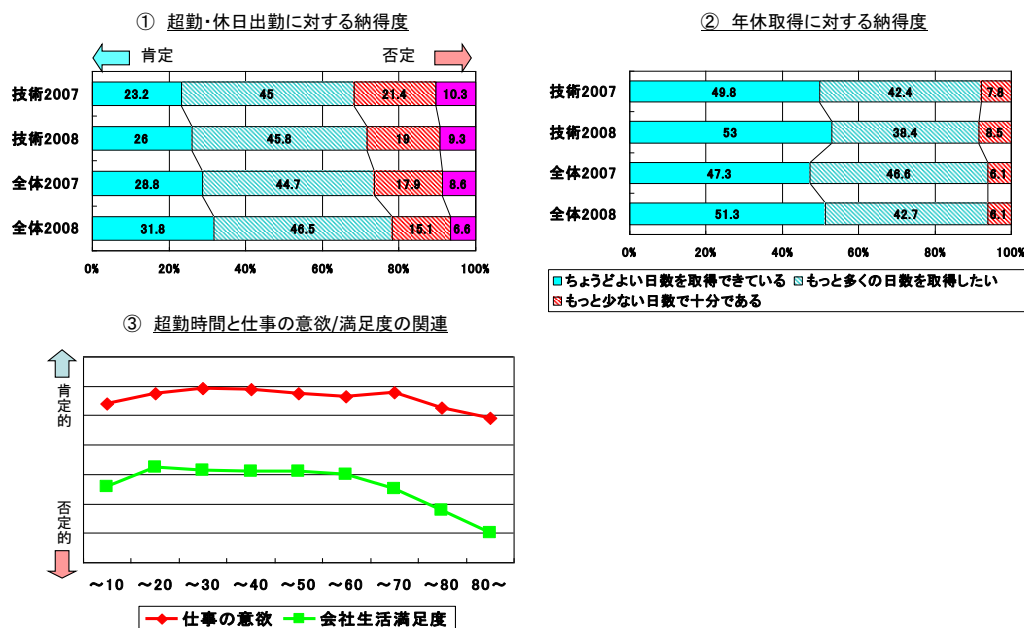 ① 超勤・休日出勤に対する納得度
肯定
否定
技術2007
23.2
45
21.4
10.3
技術2008
26
45.8
19
9.3
全体2007
28.8
44.7
17.9
8.6
全体2008
31.8
46.5
15.1
6.6
0%
20%
40%
60%
80%
100%
② 年休取得に対する納得度
技術2007
49.8
42.4
7.8
技術2008
53
38.4
8.5
全体2007
47.3
46.6
6.1
全体2008
51.3
42.7
6.1
0%
20%
40%
60%
80%
100%
ちょうどよい日数を取得できている
もっと多くの日数を取得したい
もっと少ない日数で十分である
③ 超勤時間と仕事の意欲/満足度の関連
肯定的
否定的
～10
～20
～30
～40
～50
～60
～70
～80
80～
仕事の意欲
会社生活満足度